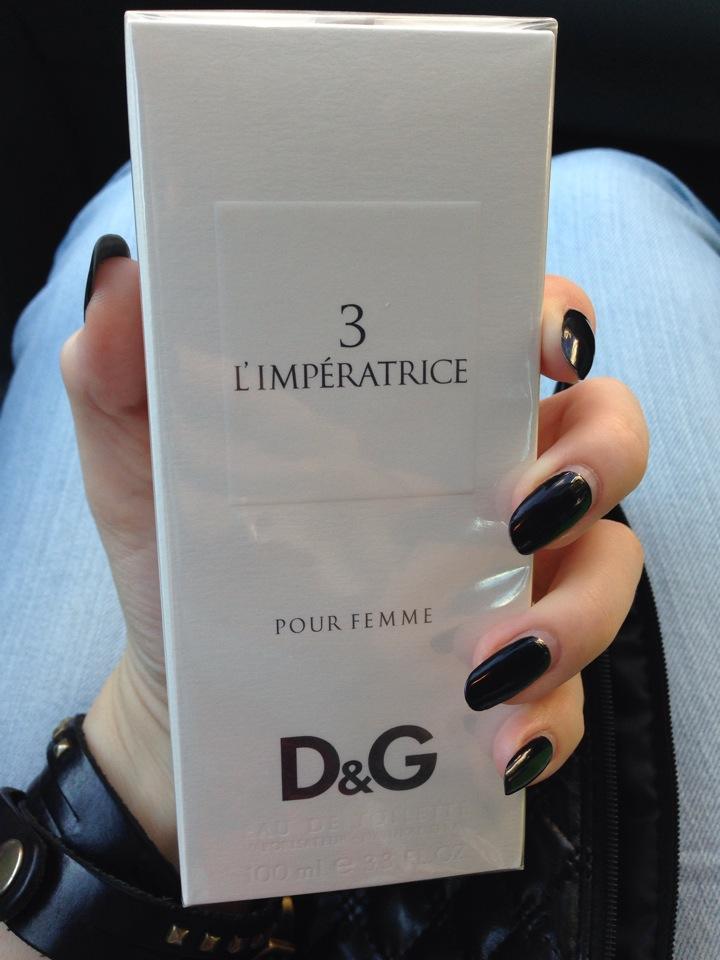 3
L'IMPÉRATRICE
POUR FEMME
D&G
EAU DE TOILETTE
100 ml e 3.3 FL.OZ